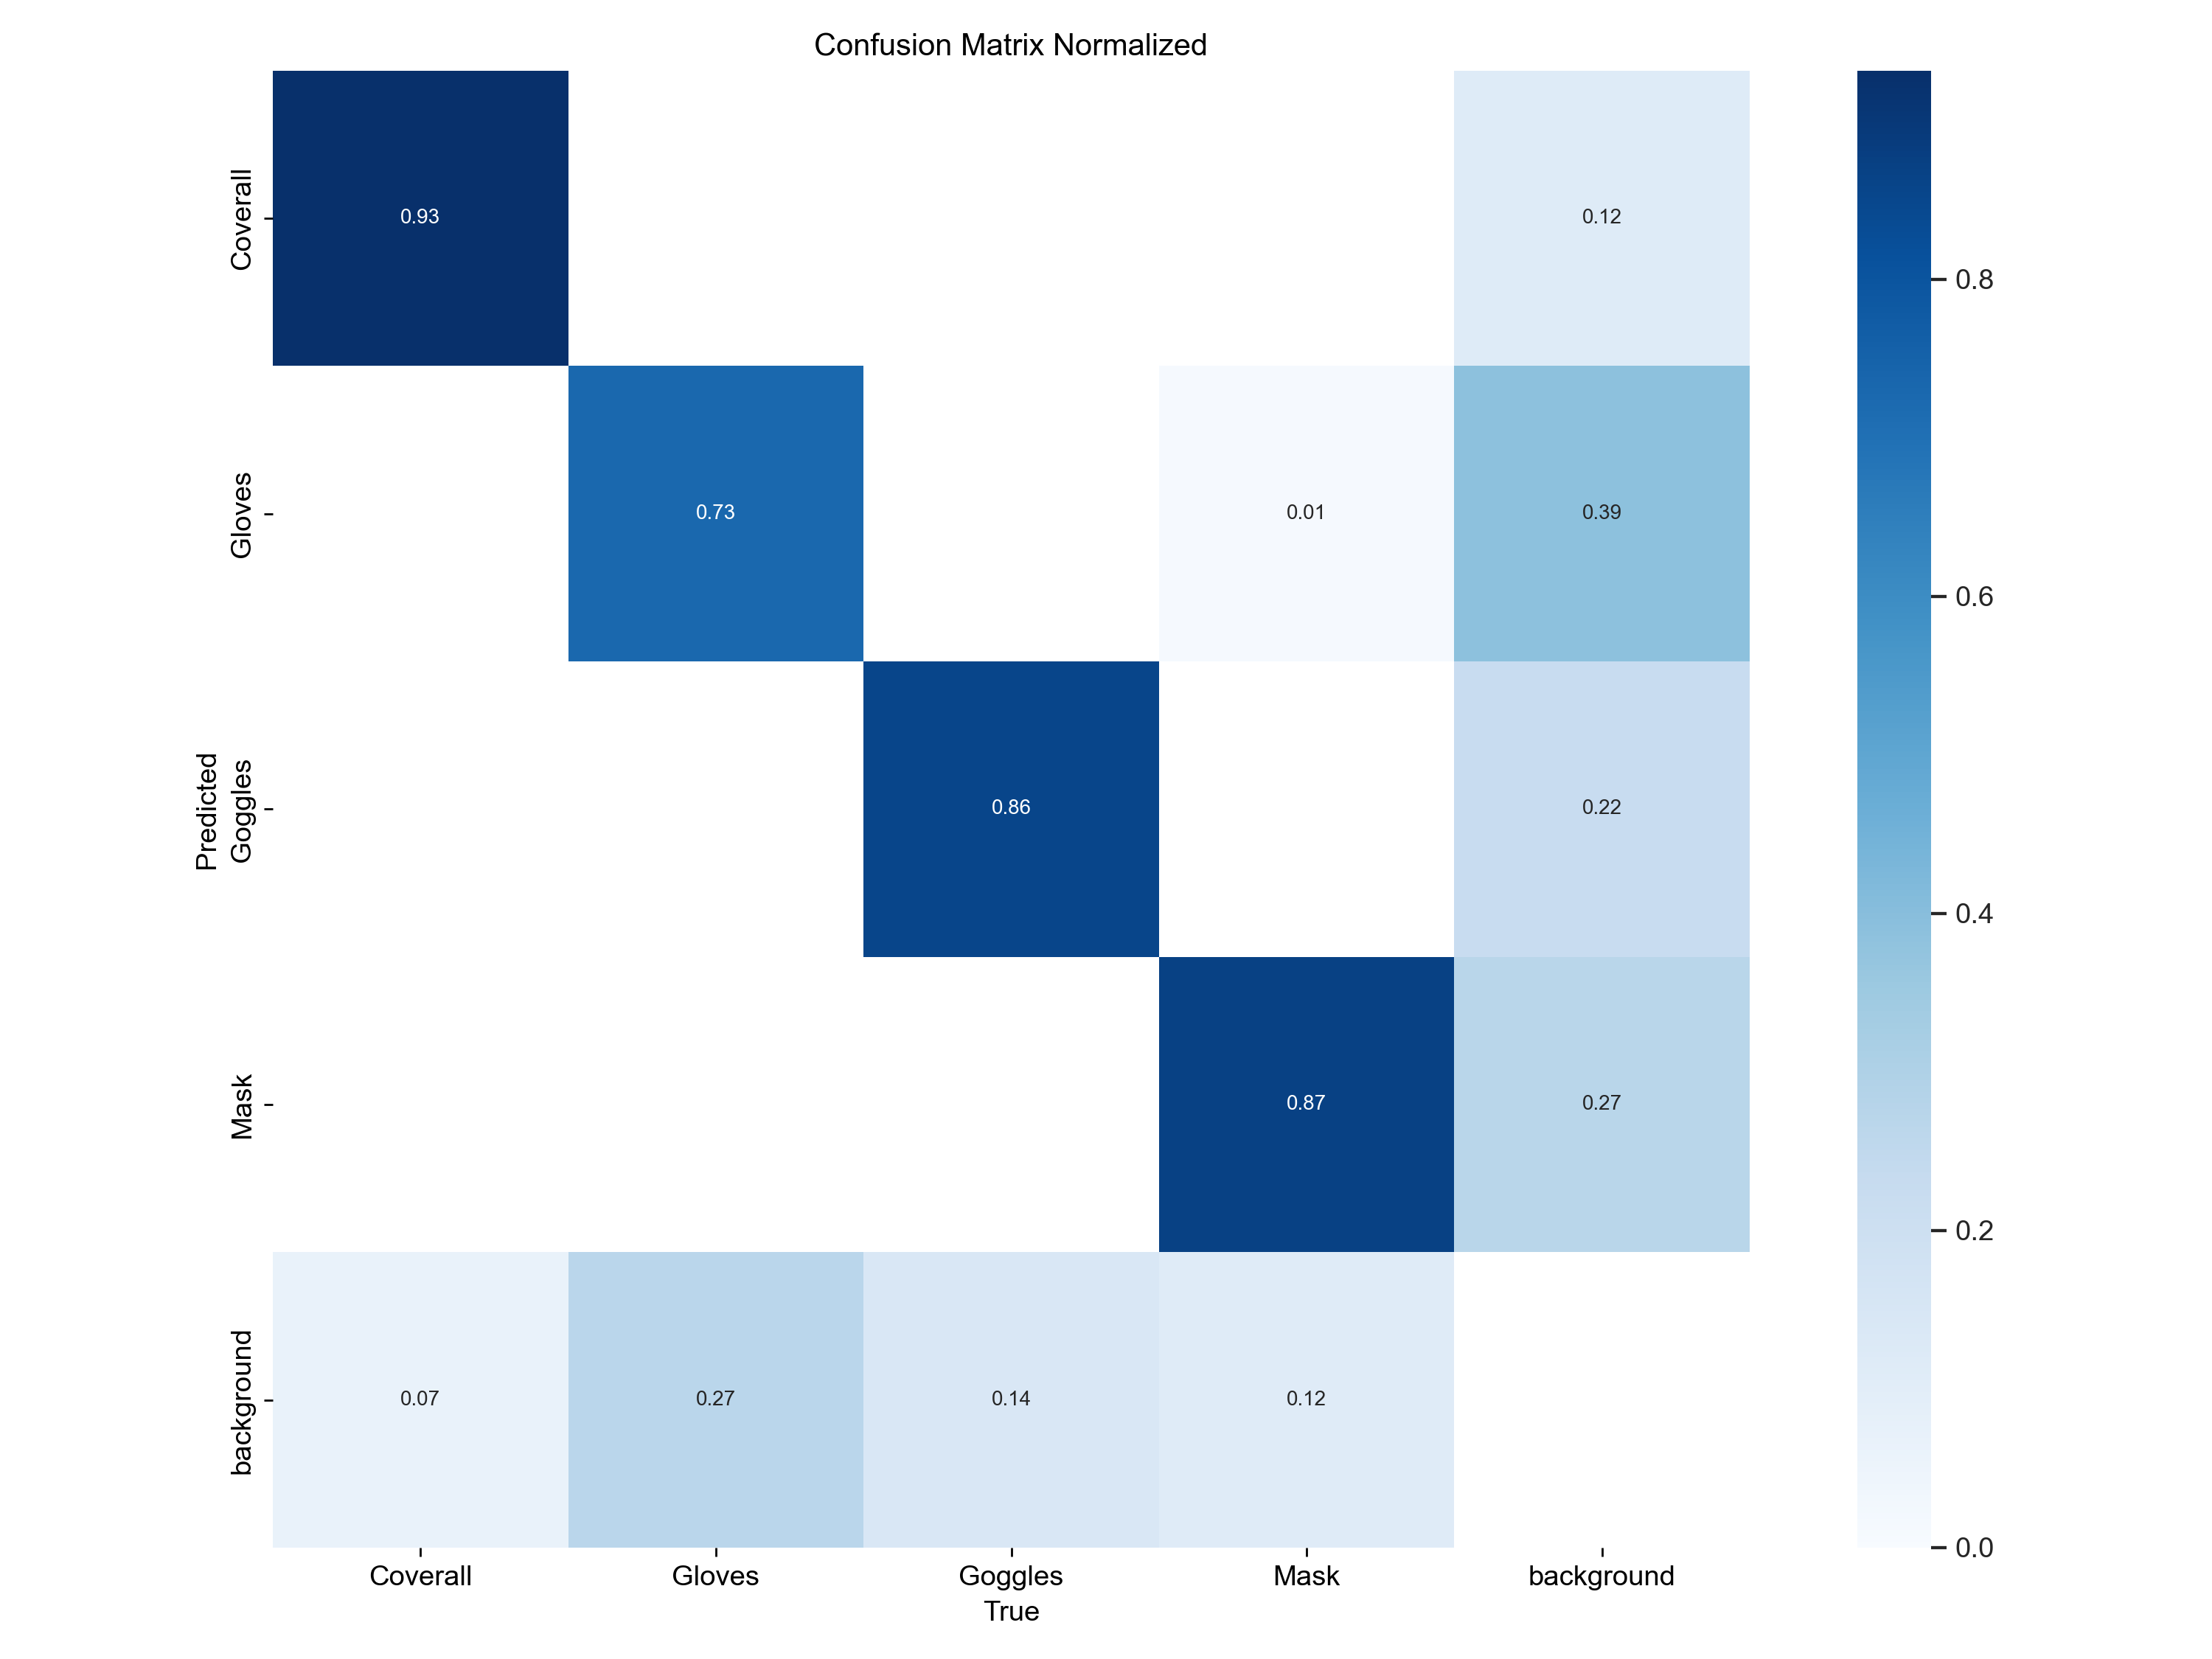 Confusion Matrix Normalized
Predicted
Coverall
0.93
0.12
Gloves
0.73
0.01
0.39
Goggles
0.86
0.22
Mask
0.87
0.27
background
0.07
0.27
0.14
0.12
Coverall
Gloves
Goggles
Mask
background
True
0.8
0.6
0.4
0.2
0.0